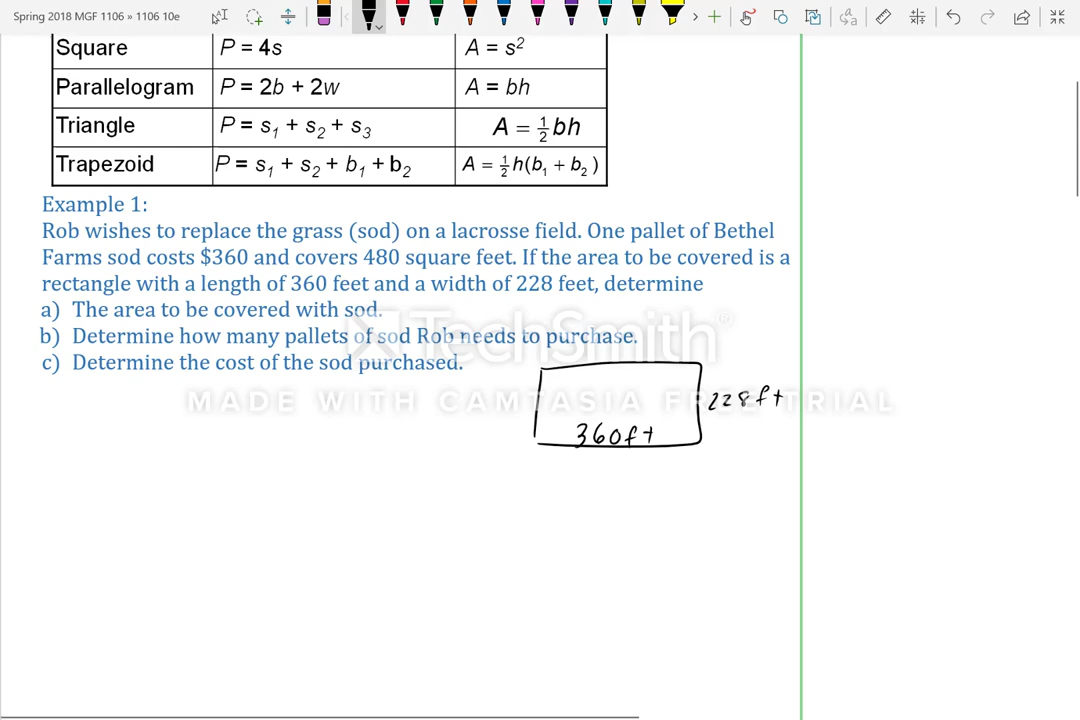 Spring 2018 MGF 1106 » 1106 10e
Square P = 4s A = s²
Parallelogram P = 2b + 2w A = bh
Triangle P = s₁ + s₂ + s₃ A = ½bh
Trapezoid P = s₁ + s₂ + b₁ + b₂ A = ½h(b₁ + b₂)
Example 1:
Rob wishes to replace the grass (sod) on a lacrosse field. One pallet of Bethel
Farms sod costs $360 and covers 480 square feet. If the area to be covered is a
rectangle with a length of 360 feet and a width of 228 feet, determine
a) The area to be covered with sod.
b) Determine how many pallets of sod Rob needs to purchase.
c) Determine the cost of the sod purchased.
TechSmith®
MADE WITH CAMTASIA FREE TRIAL
228ft
360ft